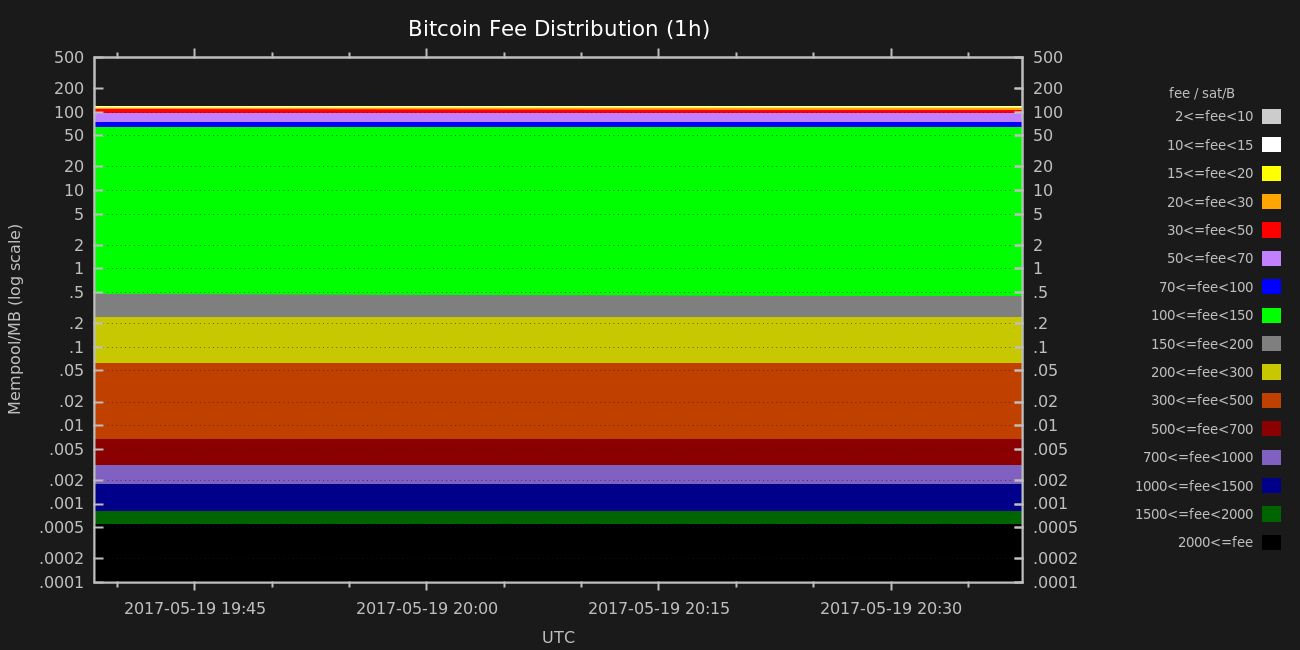 Bitcoin Fee Distribution (1h)
500
200
100
50
20
10
5
2
1
.5
.2
.1
.05
.02
.01
.005
.002
.001
.0005
.0002
.0001
Mempool/MB (log scale)
500
200
100
50
20
10
5
2
1
.5
.2
.1
.05
.02
.01
.005
.002
.001
.0005
.0002
.0001
2017-05-19 19:45 2017-05-19 20:00 2017-05-19 20:15 2017-05-19 20:30
UTC
fee / sat/B
2<=fee<10
10<=fee<15
15<=fee<20
20<=fee<30
30<=fee<50
50<=fee<70
70<=fee<100
100<=fee<150
150<=fee<200
200<=fee<300
300<=fee<500
500<=fee<700
700<=fee<1000
1000<=fee<1500
1500<=fee<2000
2000<=fee